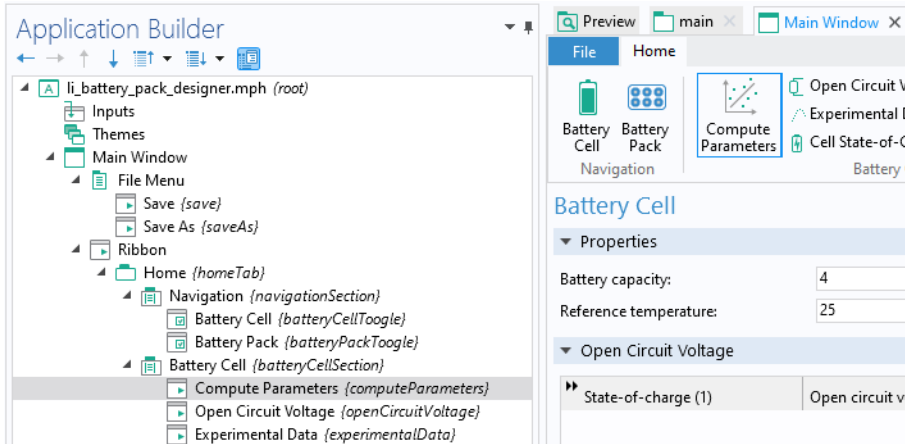 Application Builder
li_battery_pack_designer.mph (root)
Inputs
Themes
Main Window
File Menu
Save {save}
Save As {saveAs}
Ribbon
Home {homeTab}
Navigation {navigationSection}
Battery Cell {batteryCellToogle}
Battery Pack {batteryPackToogle}
Battery Cell {batteryCellSection}
Compute Parameters {computeParameters}
Open Circuit Voltage {openCircuitVoltage}
Experimental Data {experimentalData}
Preview main Main Window
File Home
Battery Cell
Battery Pack
Compute Parameters
Open Circuit
Experimental
Cell State-of-
Navigation Battery
Battery Cell
Properties
Battery capacity: 4
Reference temperature: 25
Open Circuit Voltage
State-of-charge (1) Open circuit